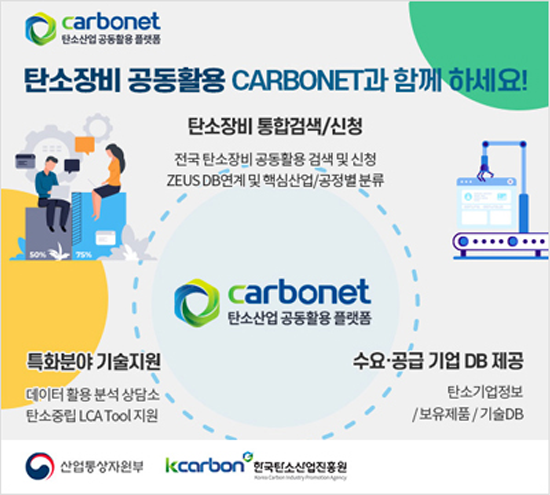 carbonet
탄소산업 공동활용 플랫폼
탄소장비 공동활용 CARBONET과 함께 하세요!
탄소장비 통합검색/신청
전국 탄소장비 공동활용 검색 및 신청
ZEUS DB연계 및 핵심산업/공정별 분류
50% 75%
carbonet
탄소산업 공동활용 플랫폼
특화분야 기술지원
데이터 활용 분석 상담소
탄소중립 LCA Tool 지원
수요·공급 기업 DB 제공
탄소기업정보
/ 보유제품 / 기술DB
산업통상자원부
kcarbon 한국탄소산업진흥원
Korea Carbon Industry Promotion Agency